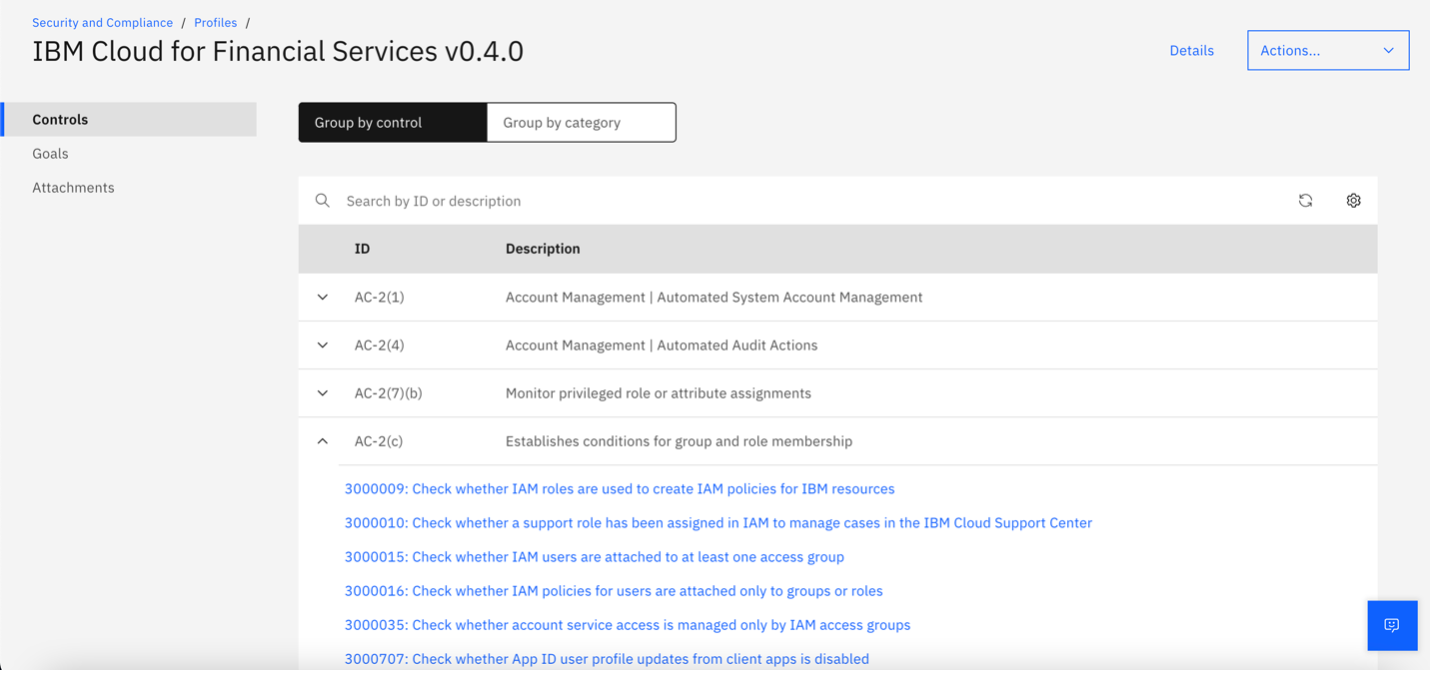 Security and Compliance / Profiles /
IBM Cloud for Financial Services v0.4.0
Details
Actions...
Controls
Goals
Attachments
Group by control
Group by category
Search by ID or description
ID Description
AC-2(1) Account Management | Automated System Account Management
AC-2(4) Account Management | Automated Audit Actions
AC-2(7)(b) Monitor privileged role or attribute assignments
AC-2(c) Establishes conditions for group and role membership
3000009: Check whether IAM roles are used to create IAM policies for IBM resources
3000010: Check whether a support role has been assigned in IAM to manage cases in the IBM Cloud Support Center
3000015: Check whether IAM users are attached to at least one access group
3000016: Check whether IAM policies for users are attached only to groups or roles
3000035: Check whether account service access is managed only by IAM access groups
3000707: Check whether App ID user profile updates from client apps is disabled